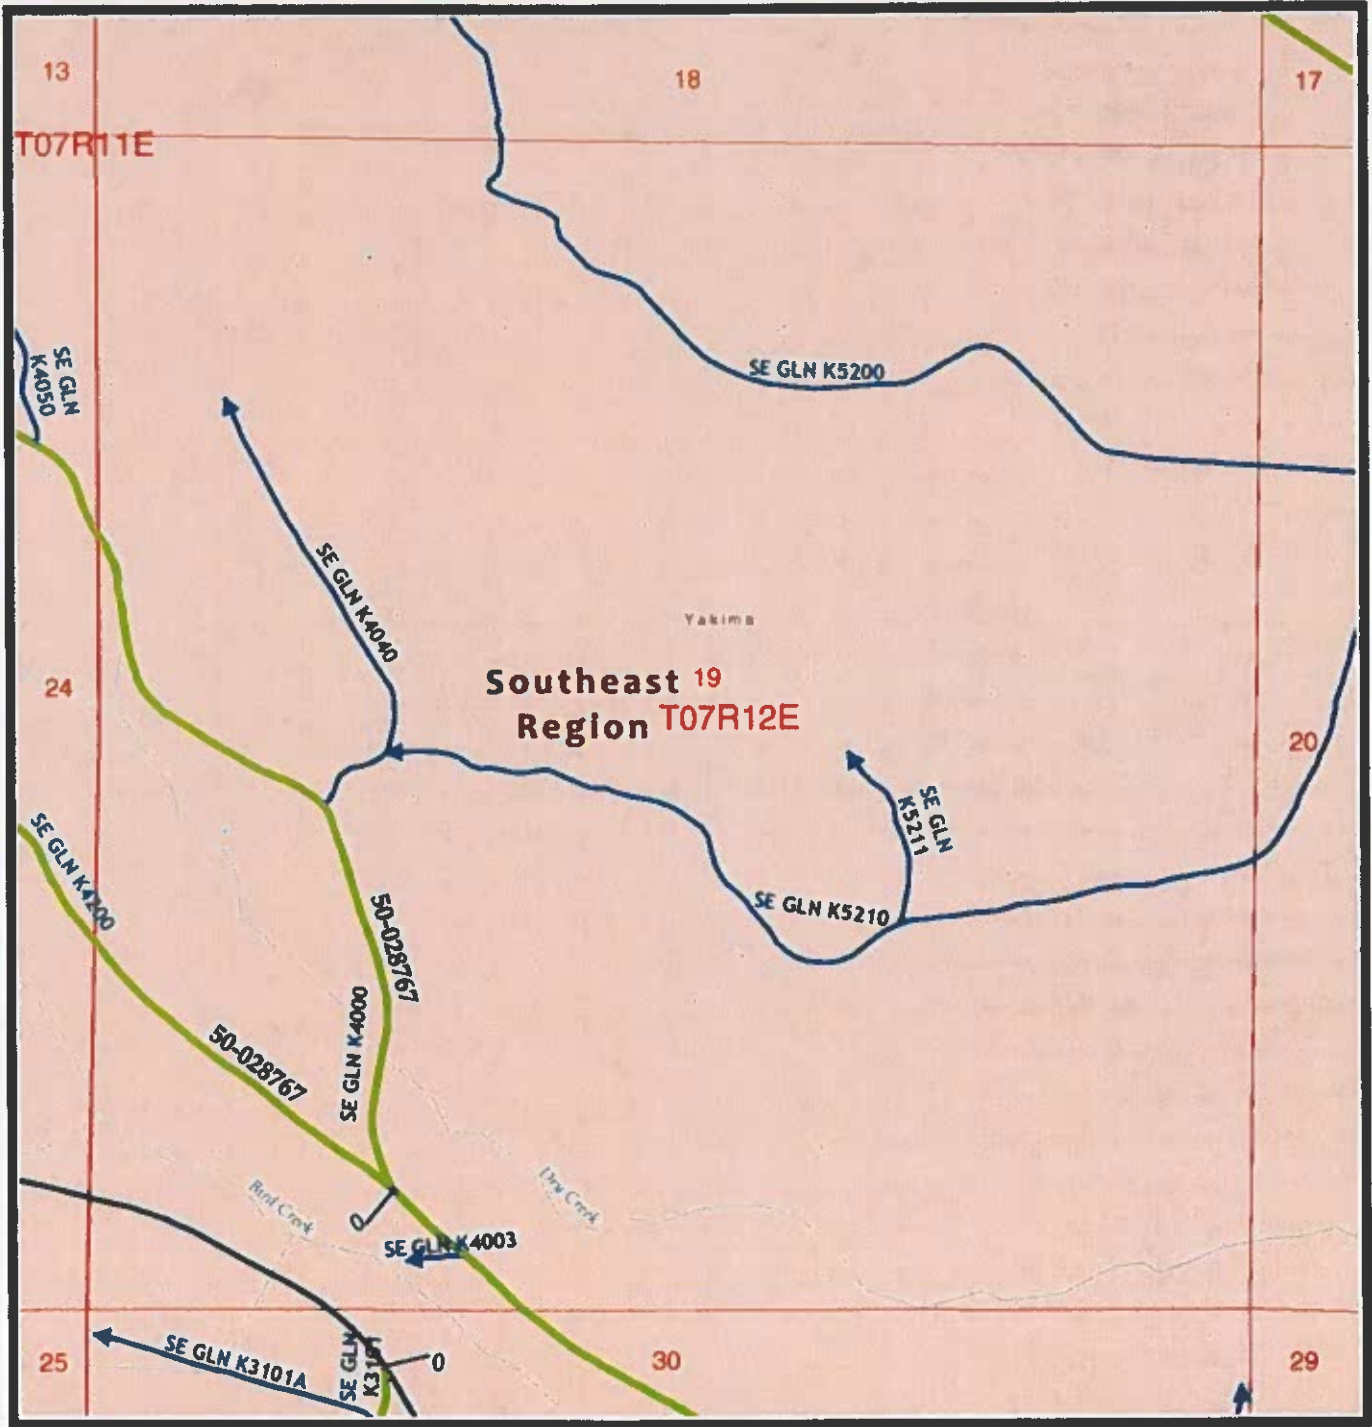 13
18
17
T07R11E
SE GLN
K4050
SE GLN K5200
SE GLN K4040
Yakima
24
Southeast 19
Region T07R12E
20
SE GLN
K5211
SE GLN K4200
SE GLN K5210
50-028767
SE GLN K4000
50-028767
Dry Creek
0
SE GLN K4003
SE GLN K3101A
SE GLN
0
25
30
29